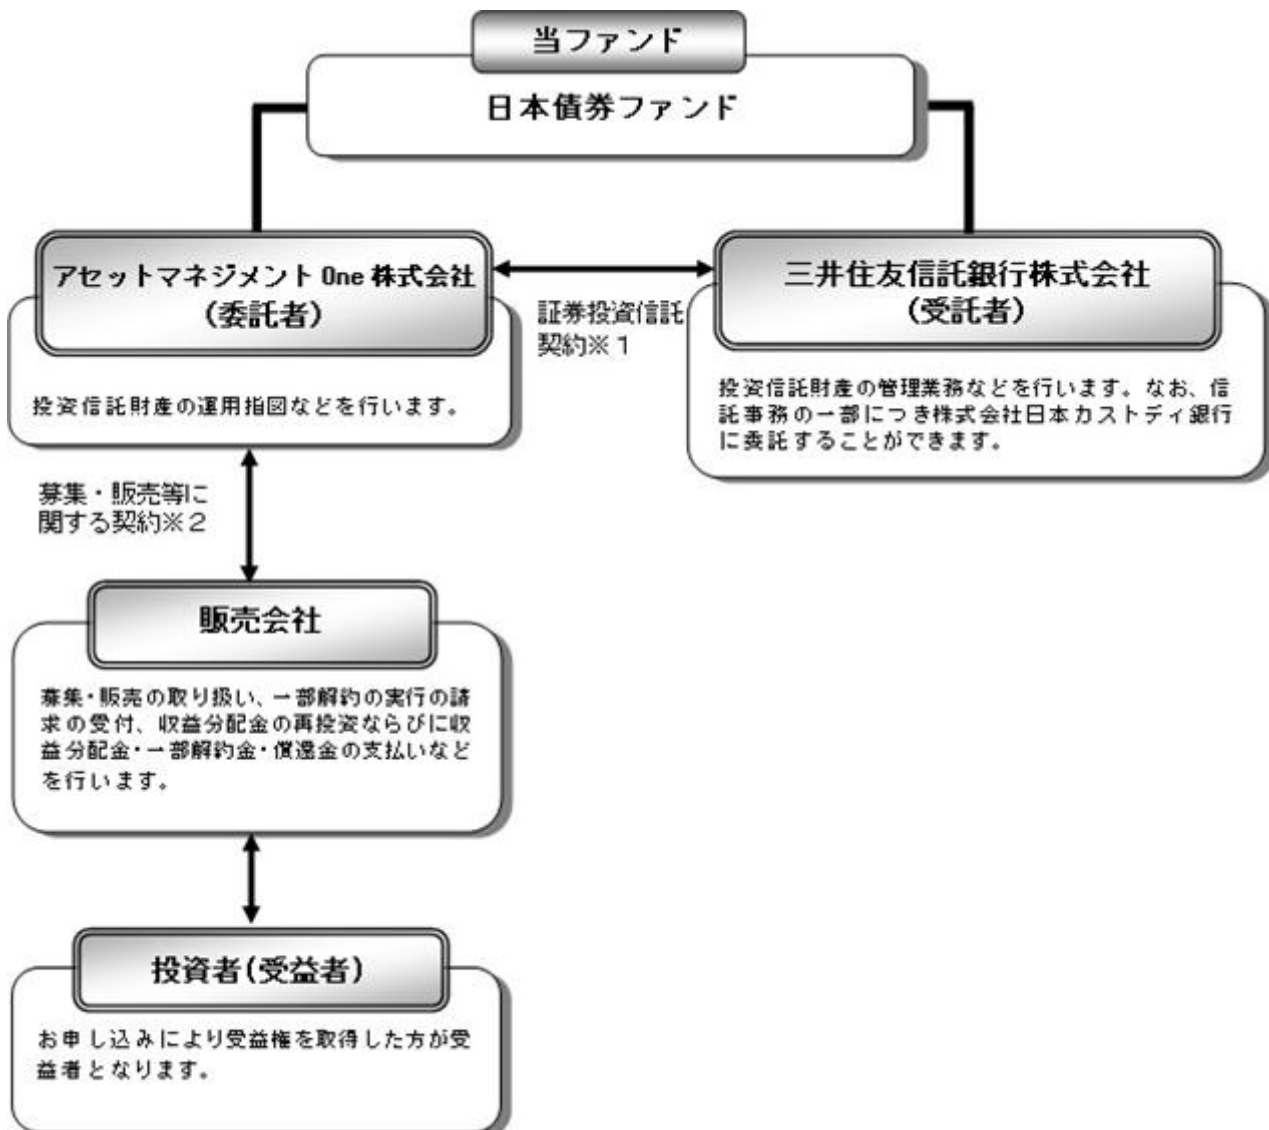 当ファンド
日本債券ファンド
アセットマネジメント One 株式会社
(委託者)
投資信託財産の運用指図などを行います。
証券投資信託
契約※１
三井住友信託銀行株式会社
(受託者)
投資信託財産の管理業務などを行います。なお、信
託事務の一部につき株式会社日本カストディ銀行
に委託することができます。
募集・販売等に
関する契約※２
販売会社
募集・販売の取り扱い、一部解約の実行の請
求の受付、収益分配金の再投資ならびに収
益分配金・一部解約金・償還金の支払いなど
を行います。
投資者(受益者)
お申し込みにより受益権を取得した方が受
益者となります。